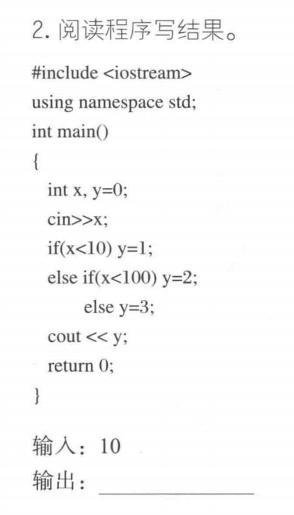 2. 阅读程序写结果。
#include <iostream>
using namespace std;
int main()
{
int x, y=0;
cin>>x;
if(x<10) y=1;
else if(x<100) y=2;
else y=3;
cout << y;
return 0;
}
输入：10
输出：